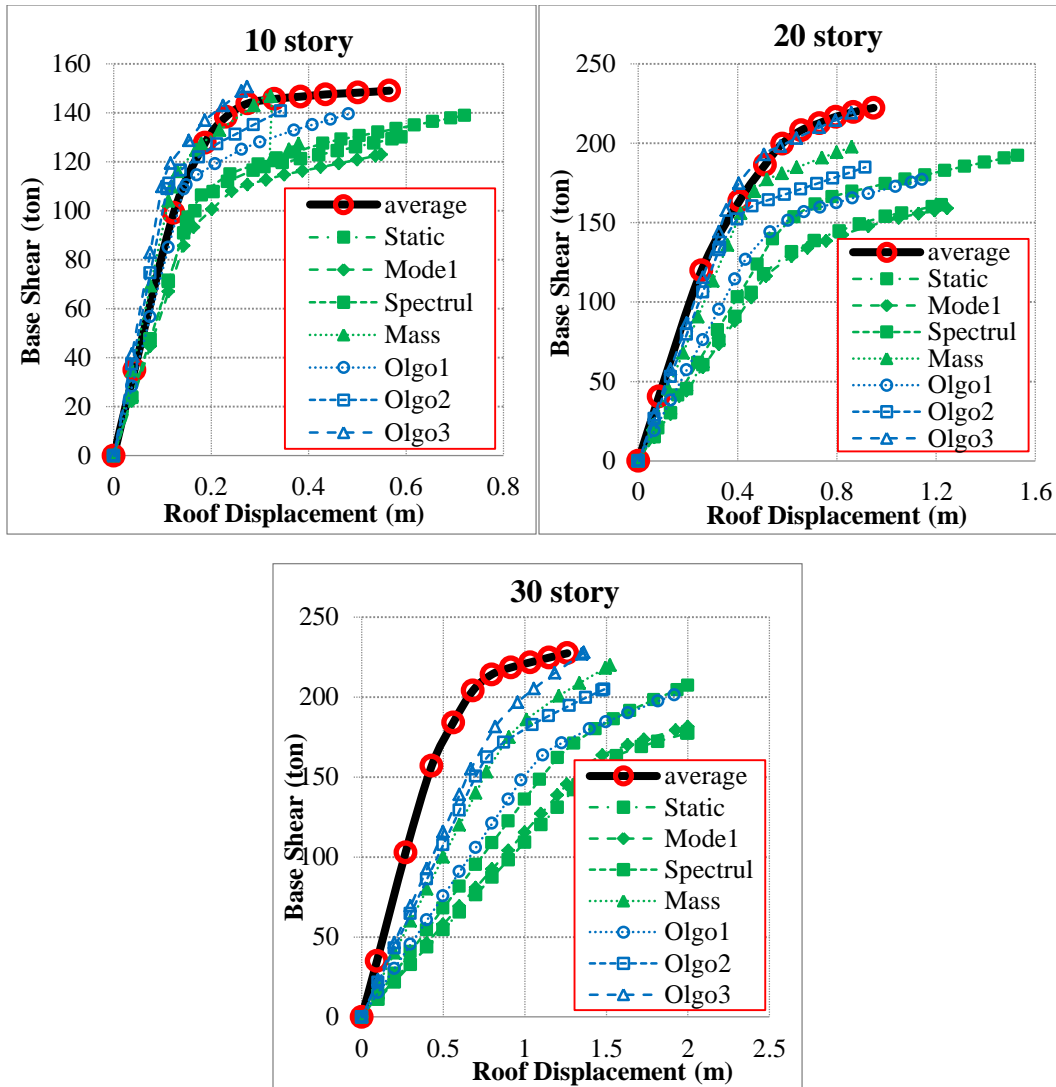 10 story
160
140
120
100
80
60
40
20
0
Base Shear (ton)
average
Static
Mode1
Spectrul
Mass
Olgo1
Olgo2
Olgo3
0 0.2 0.4 0.6 0.8
Roof Displacement (m)
20 story
250
200
150
100
50
0
Base Shear (ton)
average
Static
Mode1
Spectrul
Mass
Olgo1
Olgo2
Olgo3
0 0.4 0.8 1.2 1.6
Roof Displacement (m)
30 story
250
200
150
100
50
0
Base Shear (ton)
average
Static
Mode1
Spectrul
Mass
Olgo1
Olgo2
Olgo3
0 0.5 1 1.5 2 2.5
Roof Displacement (m)